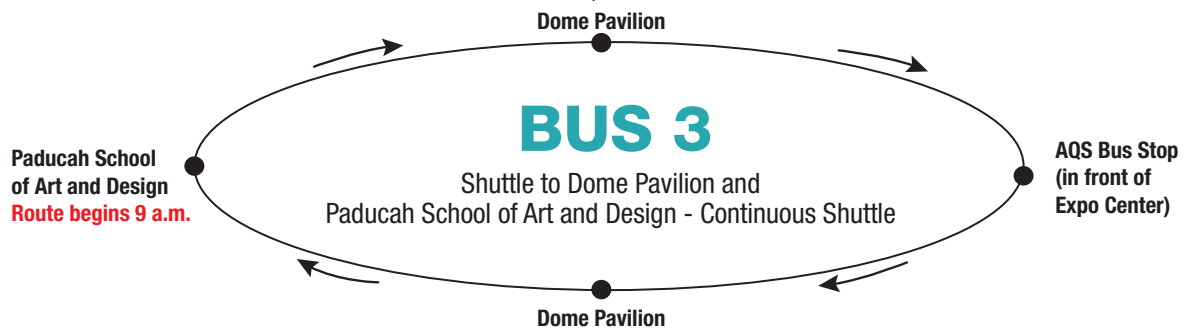 Dome Pavilion
BUS 3
Shuttle to Dome Pavilion and
Paducah School of Art and Design - Continuous Shuttle
Paducah School
of Art and Design
Route begins 9 a.m.
AQS Bus Stop
(in front of
Expo Center)
Dome Pavilion